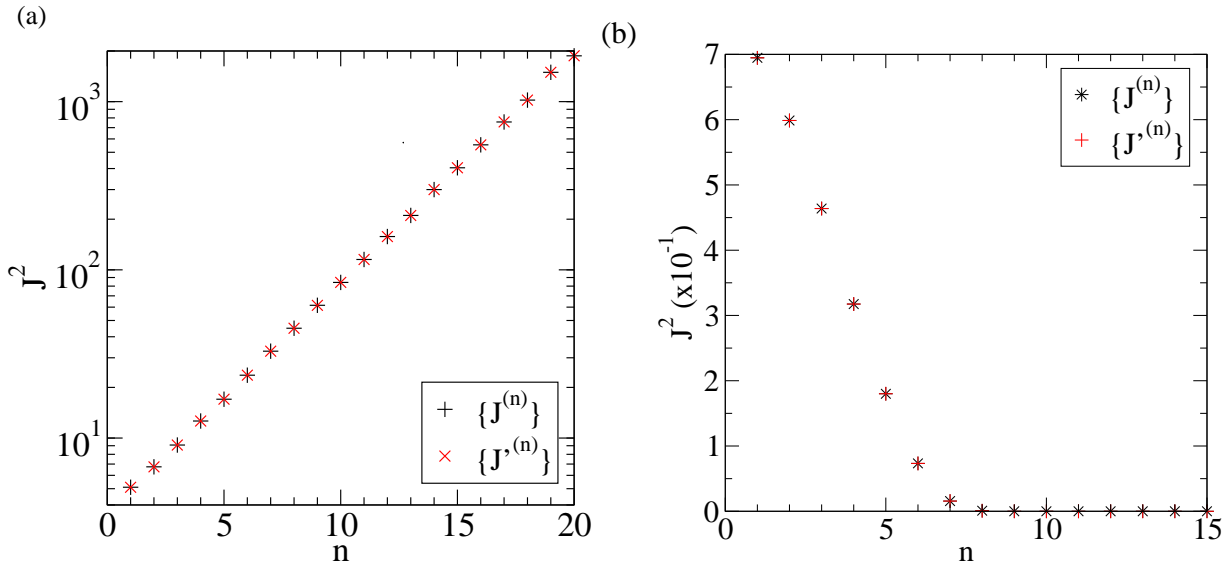 (a)
J²
10³
10²
10¹
0 5 10 15 20
n
{J⁽ⁿ⁾}
{J’⁽ⁿ⁾}
(b)
J² (x10⁻¹)
7
6
5
4
3
2
1
0
0 5 10 15
n
{J⁽ⁿ⁾}
{J’⁽ⁿ⁾}